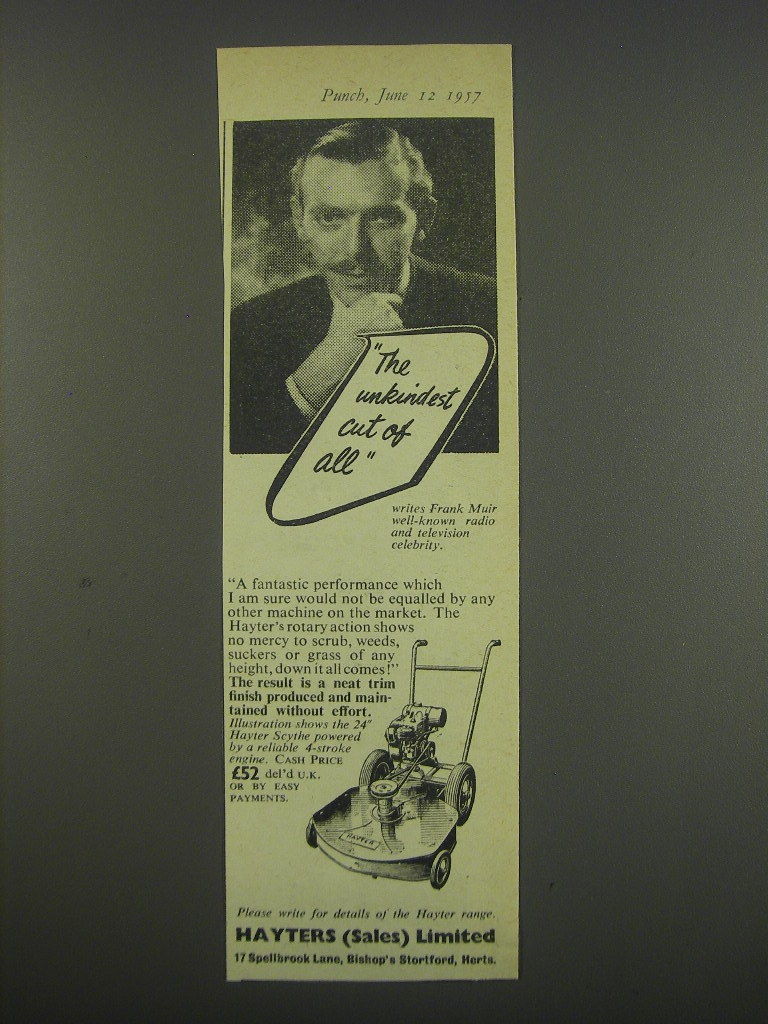 Punch, June 12 1957
"The
unkindest
cut of
all"
writes Frank Muir
well-known radio
and television
celebrity.
"A fantastic performance which
I am sure would not be equalled by any
other machine on the market. The
Hayter's rotary action shows
no mercy to scrub, weeds,
suckers or grass of any
height, down it all comes!"
The result is a neat trim
finish produced and main-
tained without effort.
Illustration shows the 24"
Hayter Scythe powered
by a reliable 4-stroke
engine. CASH PRICE
£52 del'd U.K.
OR BY EASY
PAYMENTS.
HAYTER
Please write for details of the Hayter range.
HAYTERS (Sales) Limited
17 Spellbrook Lane, Bishop's Stortford, Herts.